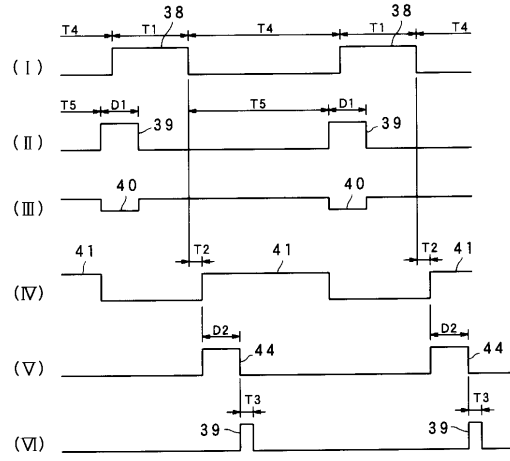 38 38
T4 T1 T4 T1 T4
(I)
T5 D1 T5 D1
(II) 39 39
40 40
(III)
41 T2 41 T2 41
(IV)
D2 D2
(V) 44 44
T3 T3
(VI) 39 39